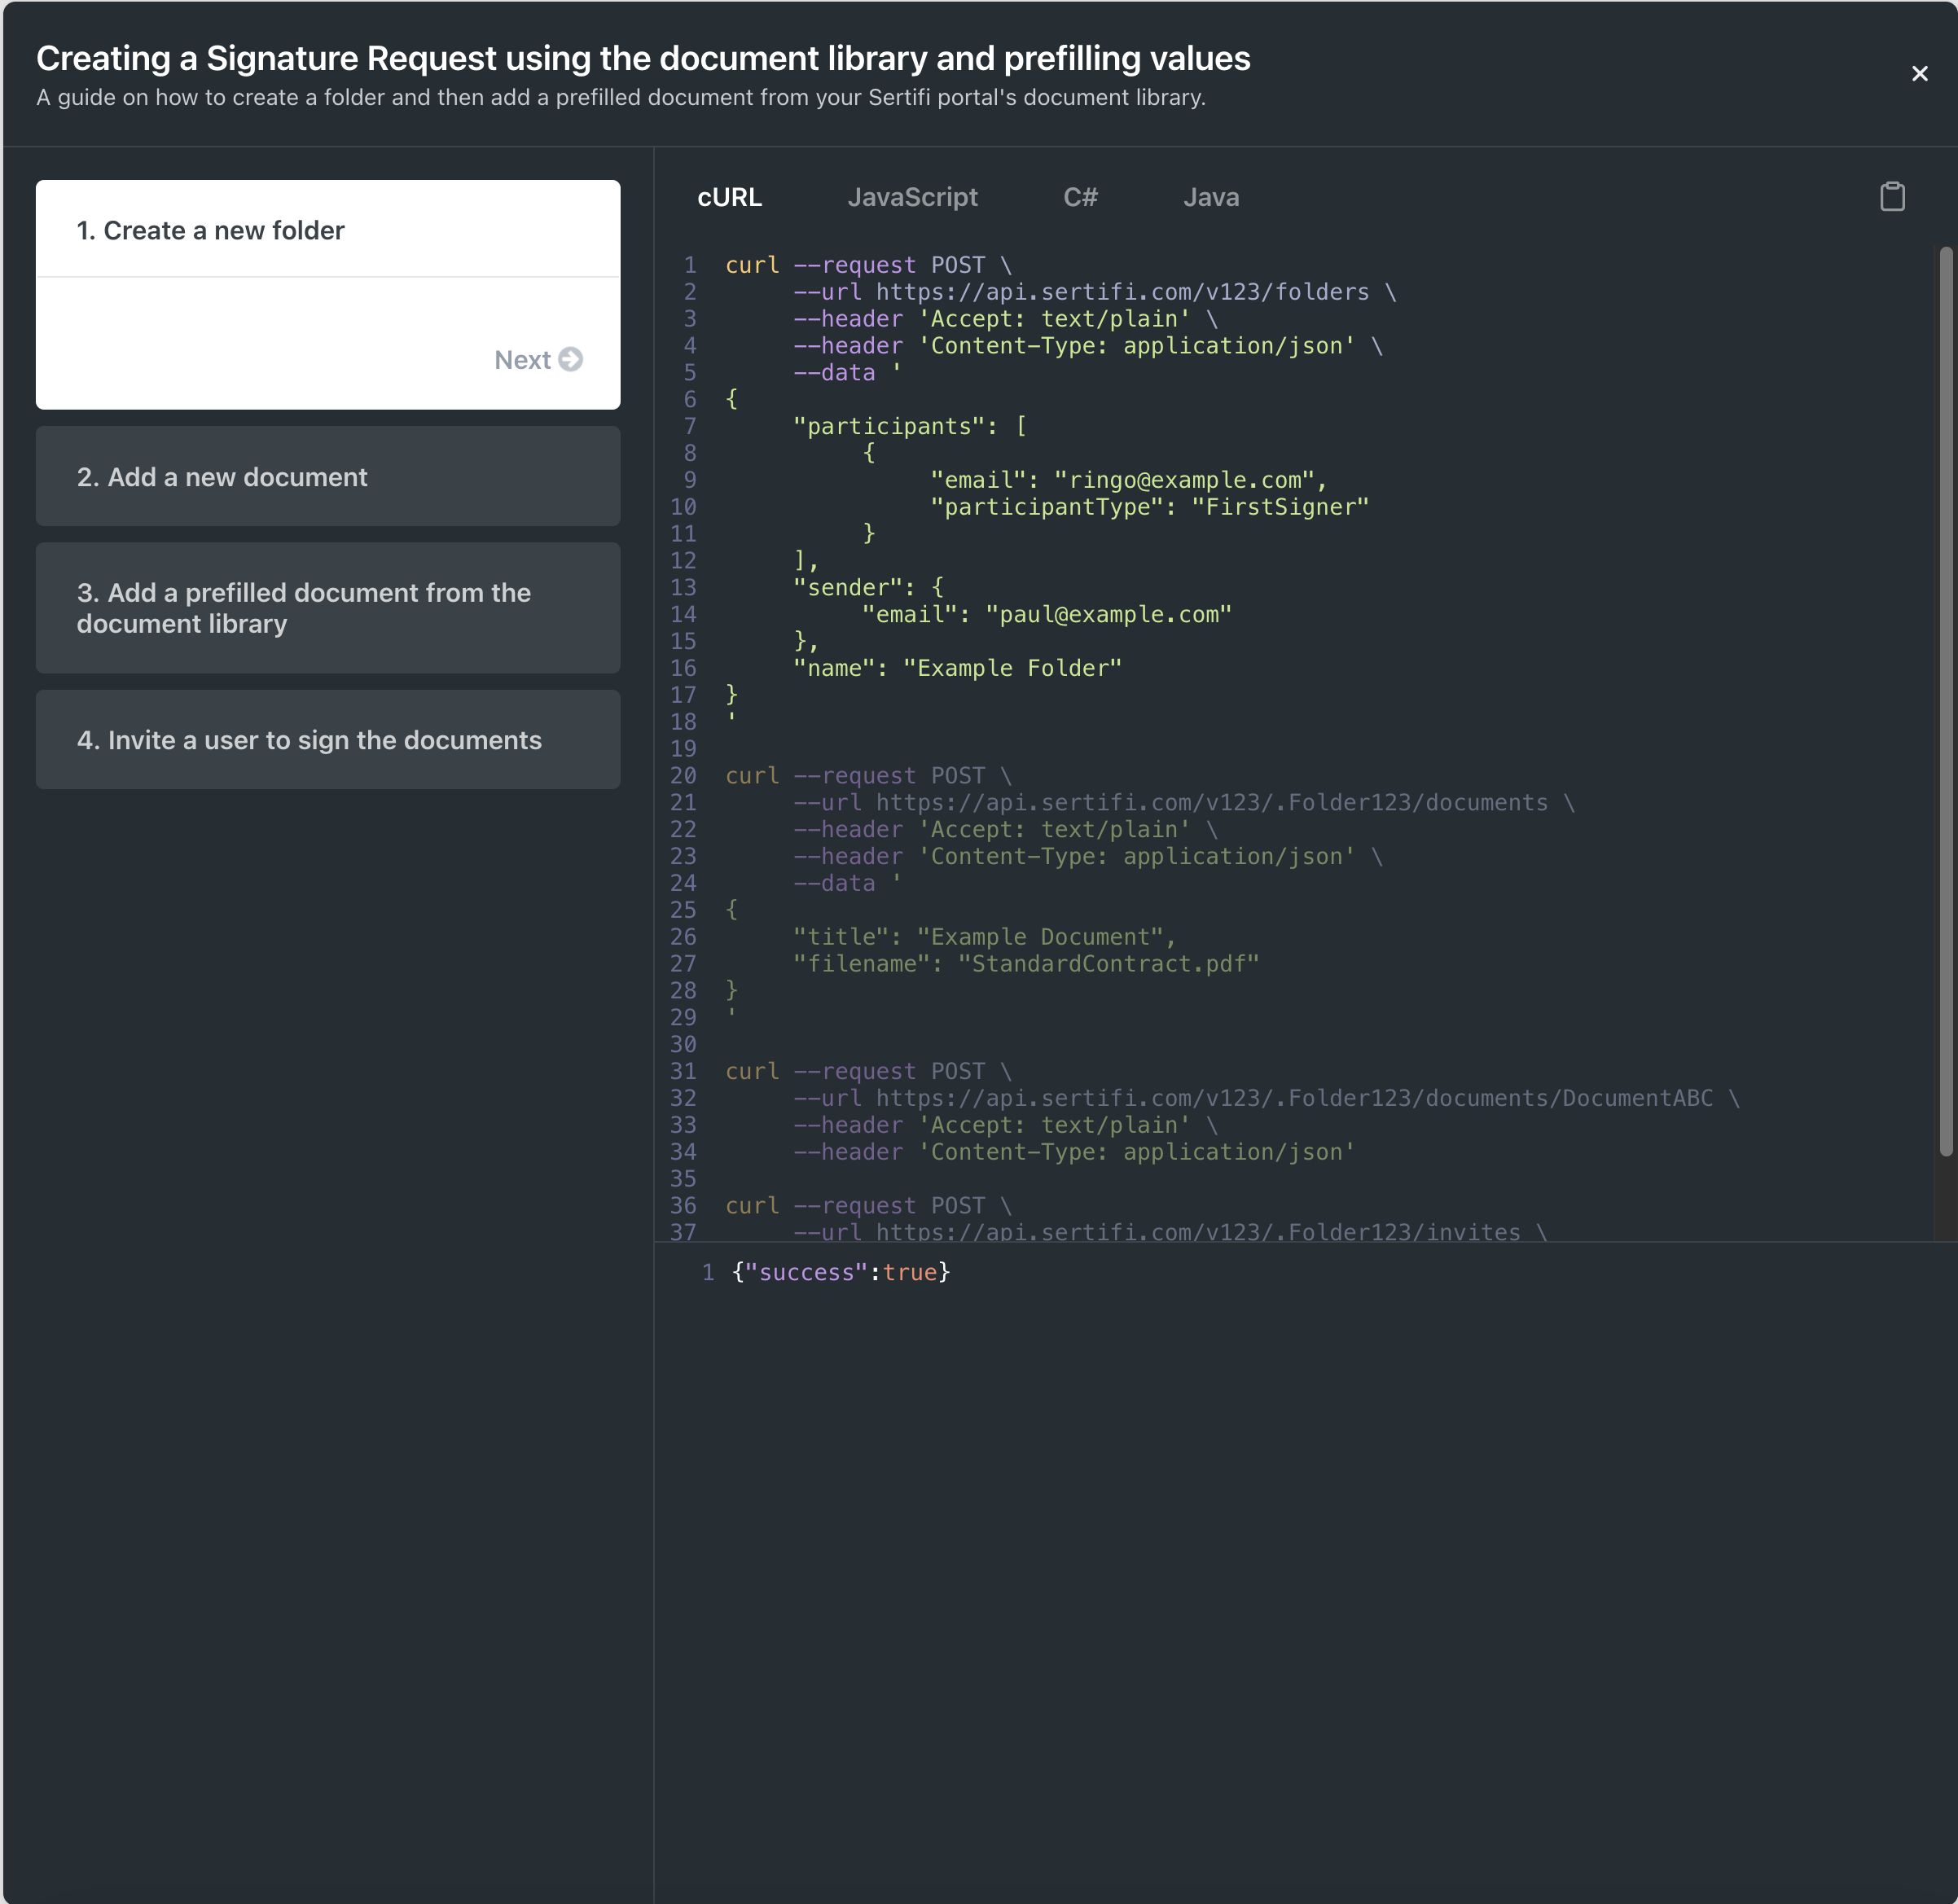 Creating a Signature Request using the document library and prefilling values
A guide on how to create a folder and then add a prefilled document from your Sertifi portal's document library.
1. Create a new folder
Next
2. Add a new document
3. Add a prefilled document from the
document library
4. Invite a user to sign the documents
cURL JavaScript C# Java
1 curl --request POST \
2 --url https://api.sertifi.com/v123/folders \
3 --header 'Accept: text/plain' \
4 --header 'Content-Type: application/json' \
5 --data '
6 {
7 "participants": [
8 {
9 "email": "ringo@example.com",
10 "participantType": "FirstSigner"
11 }
12 ],
13 "sender": {
14 "email": "paul@example.com"
15 },
16 "name": "Example Folder"
17 }
18 '
19
20 curl --request POST \
21 --url https://api.sertifi.com/v123/.Folder123/documents \
22 --header 'Accept: text/plain' \
23 --header 'Content-Type: application/json' \
24 --data '
25 {
26 "title": "Example Document",
27 "filename": "StandardContract.pdf"
28 }
29 '
30
31 curl --request POST \
32 --url https://api.sertifi.com/v123/.Folder123/documents/DocumentABC \
33 --header 'Accept: text/plain' \
34 --header 'Content-Type: application/json'
35
36 curl --request POST \
37 --url https://api.sertifi.com/v123/.Folder123/invites \
1 {"success":true}